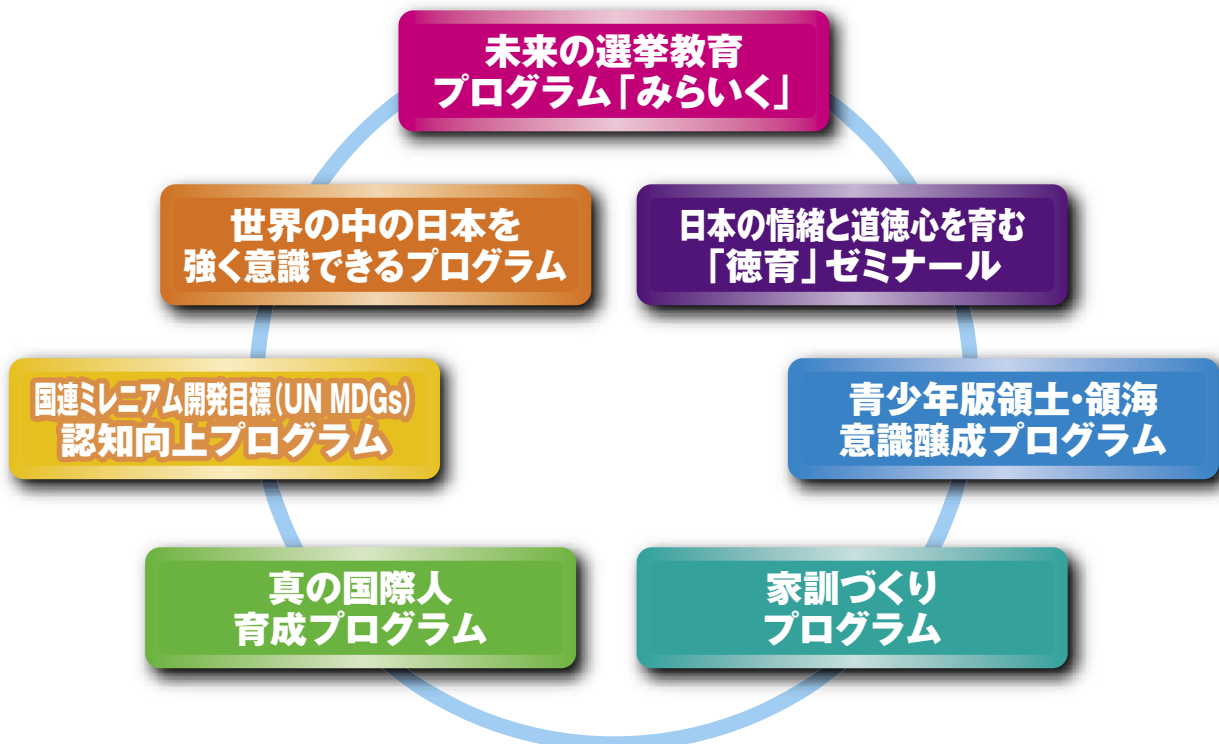 未来の選挙教育
プログラム「みらいく」
世界の中の日本を
強く意識できるプログラム
日本の情緒と道徳心を育む
「徳育」ゼミナール
国連ミレニアム開発目標(UN MDGs)
認知向上プログラム
青少年版領土・領海
意識醸成プログラム
真の国際人
育成プログラム
家訓づくり
プログラム